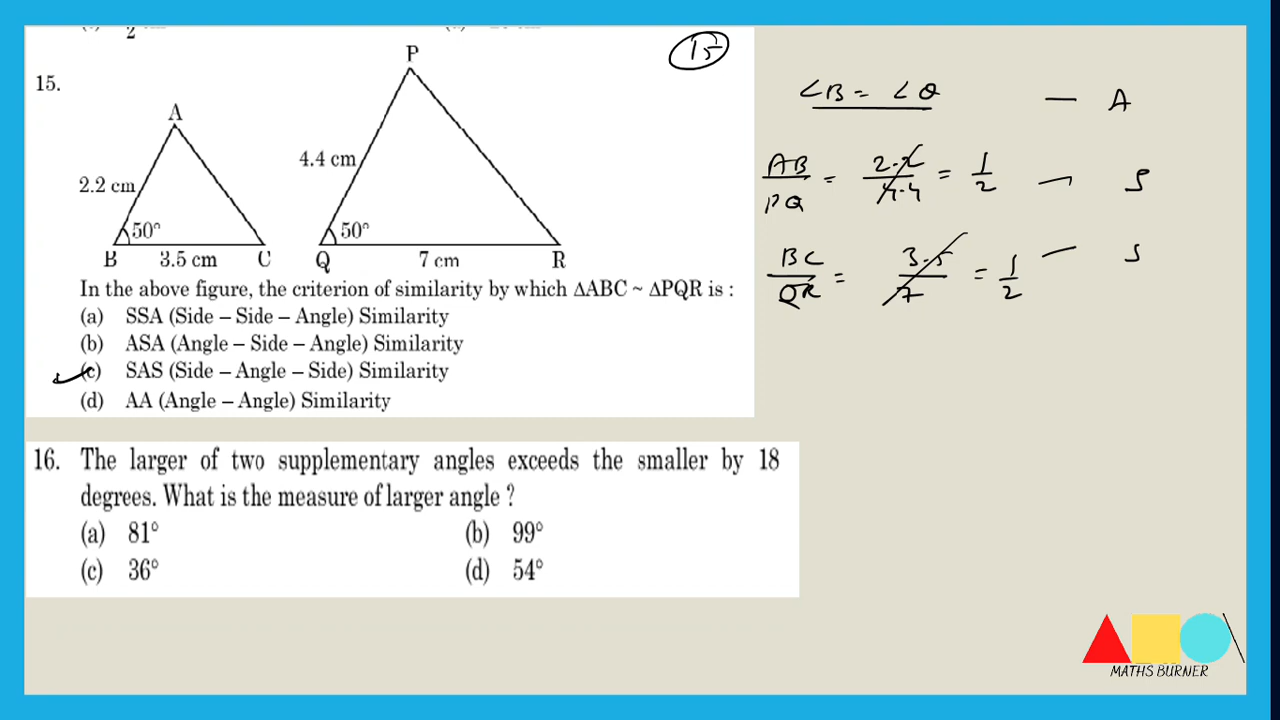 2
15
15.
P
A
4.4 cm
2.2 cm
50°
50°
B 3.5 cm C Q 7 cm R
In the above figure, the criterion of similarity by which ΔABC ~ ΔPQR is :
(a) SSA (Side – Side – Angle) Similarity
(b) ASA (Angle – Side – Angle) Similarity
(c) SAS (Side – Angle – Side) Similarity
(d) AA (Angle – Angle) Similarity
∠B = ∠Q — A
AB/PQ = 2.2/4.4 = 1/2 — S
BC/QR = 3.5/7 = 1/2 — S
16. The larger of two supplementary angles exceeds the smaller by 18
degrees. What is the measure of larger angle ?
(a) 81° (b) 99°
(c) 36° (d) 54°
MATHS BURNER